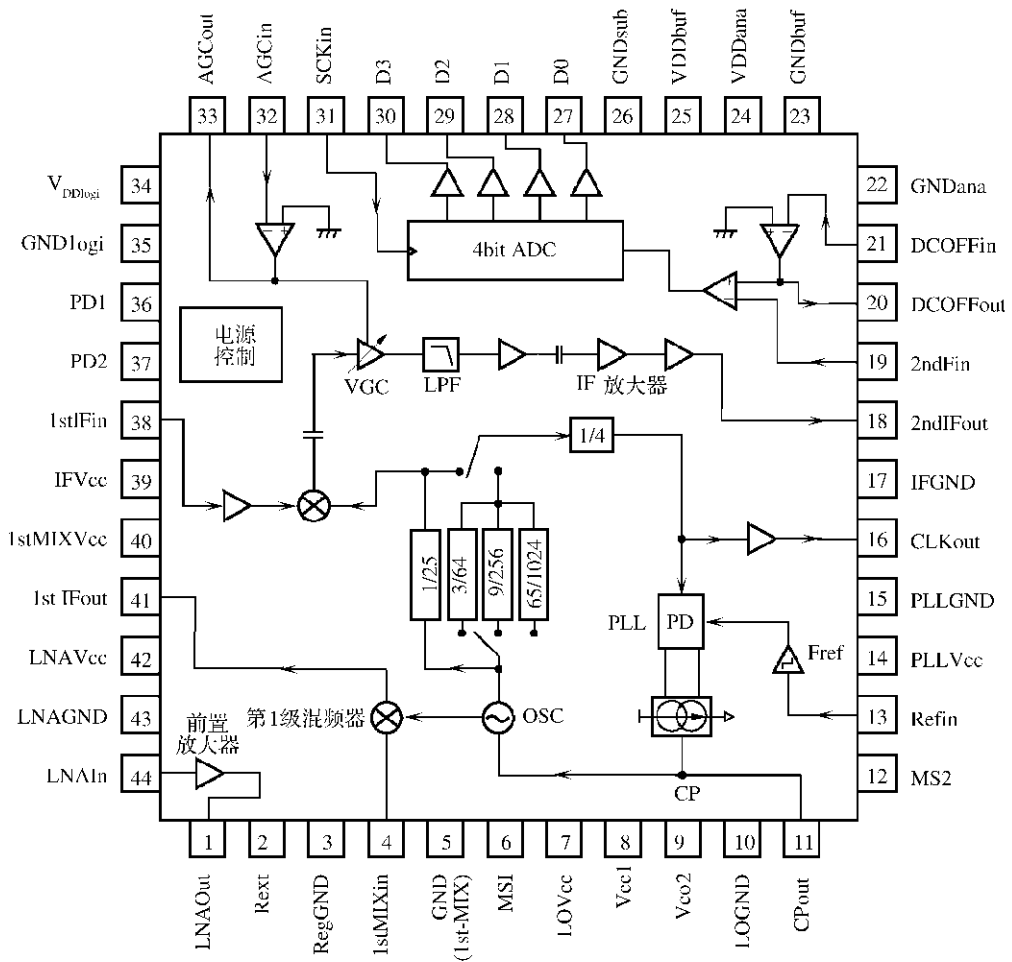 AGCout
AGCin
SCKin
D3
D2
D1
D0
GNDsub
VDDbuf
VDDana
GNDbuf
33
32
31
30
29
28
27
26
25
24
23
V_DDlogi
34
GND1ogi
35
PD1
36
PD2
37
1stIFin
38
IFVcc
39
1stMIXVcc
40
1st IFout
41
LNAVcc
42
LNAGND
43
LNAIn
44
22
GNDana
21
DCOFFin
20
DCOFFout
19
2ndFin
18
2ndIFout
17
IFGND
16
CLKout
15
PLLGND
14
PLLVcc
13
Refin
12
MS2
4bit ADC
电源
控制
VGC
LPF
IF 放大器
1/4
1/25
3/64
9/256
65/1024
PLL
PD
Fref
第1级混频器
OSC
前置
放大器
CP
1
2
3
4
5
6
7
8
9
10
11
LNAOut
Rext
RegGND
1stMIXin
GND
(1st-MIX)
MSI
LOVcc
Vcc1
Vco2
LOGND
CPout